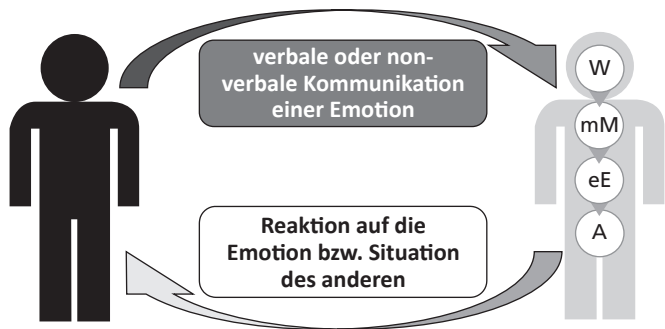 verbale oder non-
verbale Kommunikation
einer Emotion
W
mM
eE
A
Reaktion auf die
Emotion bzw. Situation
des anderen